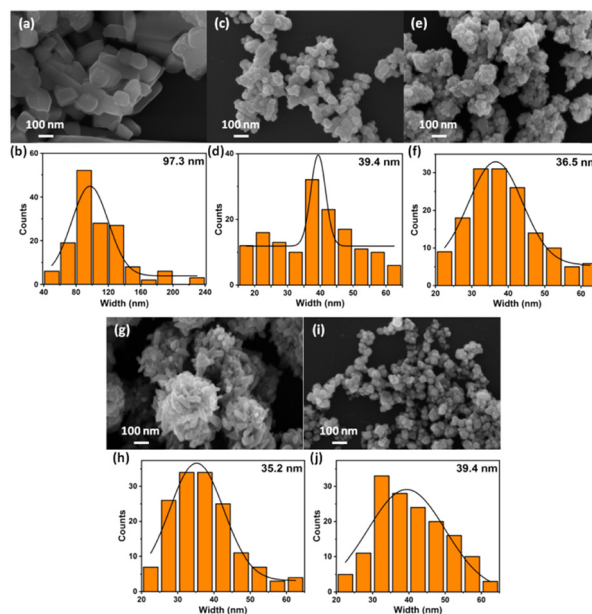 (a)
100 nm
(c)
100 nm
(e)
100 nm
(b)
97.3 nm
Counts
60
40
20
0
40 80 120 160 200 240
Width (nm)
(d)
39.4 nm
Counts
40
20
0
20 30 40 50 60
Width (nm)
(f)
36.5 nm
Counts
30
20
10
0
20 30 40 50 60
Width (nm)
(g)
100 nm
(i)
100 nm
(h)
35.2 nm
Counts
30
20
10
0
20 30 40 50 60
Width (nm)
(j)
39.4 nm
Counts
30
20
10
0
20 30 40 50 60
Width (nm)